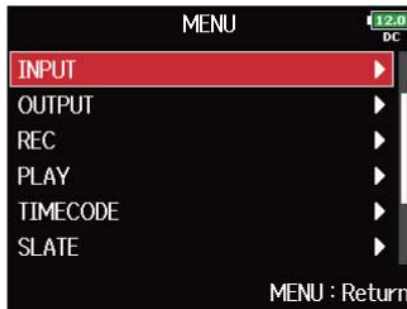 MENU
12.0
DC
INPUT
OUTPUT
REC
PLAY
TIMECODE
SLATE
MENU : Return